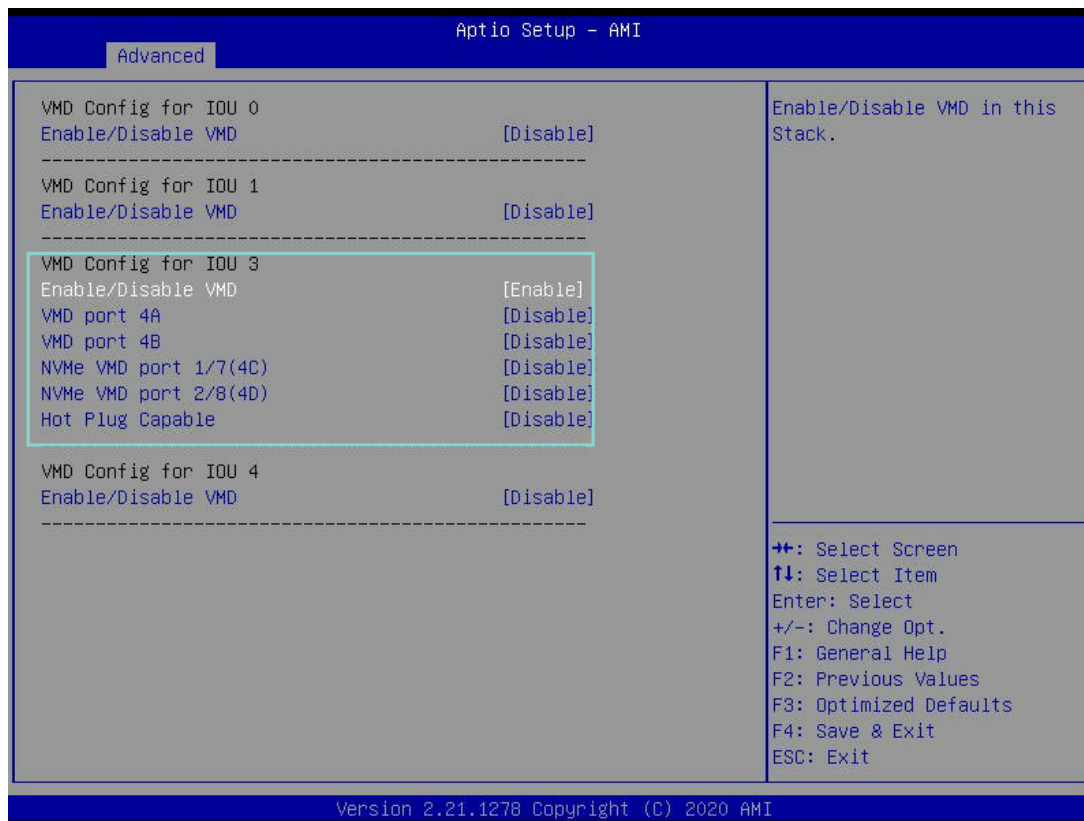 Aptio Setup – AMI
Advanced
VMD Config for IOU 0
Enable/Disable VMD [Disable]
--------------------------------------------------
VMD Config for IOU 1
Enable/Disable VMD [Disable]
--------------------------------------------------
VMD Config for IOU 3
Enable/Disable VMD [Enable]
VMD port 4A [Disable]
VMD port 4B [Disable]
NVMe VMD port 1/7(4C) [Disable]
NVMe VMD port 2/8(4D) [Disable]
Hot Plug Capable [Disable]
VMD Config for IOU 4
Enable/Disable VMD [Disable]
--------------------------------------------------
Enable/Disable VMD in this
Stack.
→←: Select Screen
↑↓: Select Item
Enter: Select
+/-: Change Opt.
F1: General Help
F2: Previous Values
F3: Optimized Defaults
F4: Save & Exit
ESC: Exit
Version 2.21.1278 Copyright (C) 2020 AMI